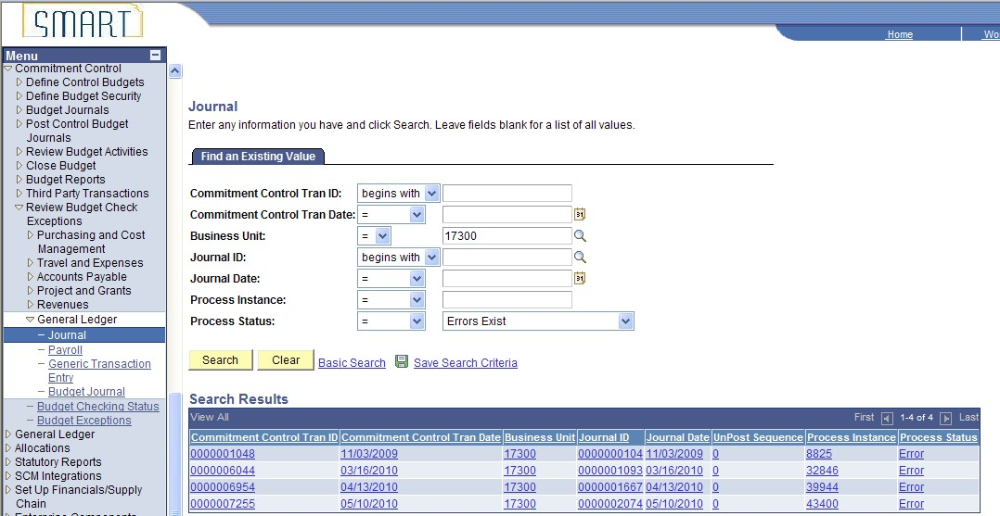 SMART
Home
Wo
Menu
Commitment Control
Define Control Budgets
Define Budget Security
Budget Journals
Post Control Budget
Journals
Review Budget Activities
Close Budget
Budget Reports
Third Party Transactions
Review Budget Check
Exceptions
Purchasing and Cost
Management
Travel and Expenses
Accounts Payable
Project and Grants
Revenues
General Ledger
Journal
Payroll
Generic Transaction
Entry
Budget Journal
Budget Checking Status
Budget Exceptions
General Ledger
Allocations
Statutory Reports
SCM Integrations
Set Up Financials/Supply
Chain
Enterprise Components
Journal
Enter any information you have and click Search. Leave fields blank for a list of all values.
Find an Existing Value
Commitment Control Tran ID: begins with
Commitment Control Tran Date: =
Business Unit: = 17300
Journal ID: begins with
Journal Date: =
Process Instance: =
Process Status: = Errors Exist
Search Clear Basic Search Save Search Criteria
Search Results
View All First 1-4 of 4 Last
Commitment Control Tran ID Commitment Control Tran Date Business Unit Journal ID Journal Date UnPost Sequence Process Instance Process Status
0000001048 11/03/2009 17300 0000000104 11/03/2009 0 8825 Error
0000006044 03/16/2010 17300 0000001093 03/16/2010 0 32846 Error
0000006954 04/13/2010 17300 0000001667 04/13/2010 0 39944 Error
0000007255 05/10/2010 17300 0000002074 05/10/2010 0 43400 Error